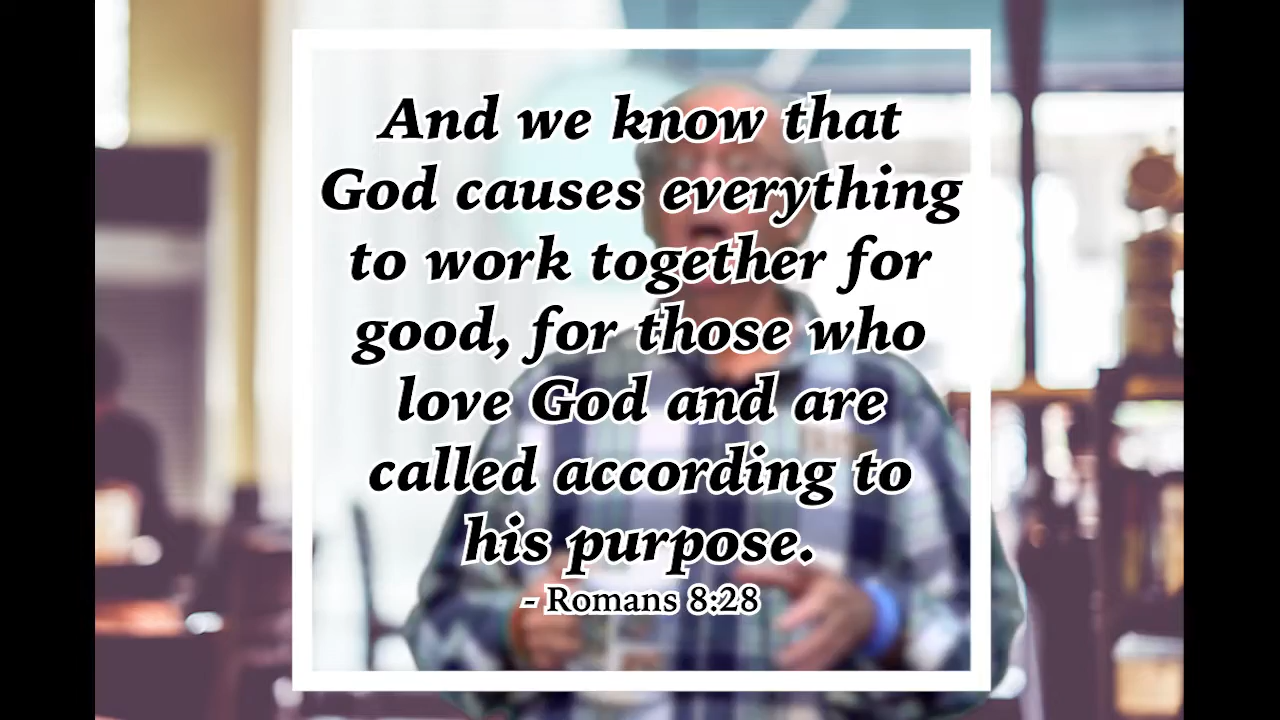 And we know that
God causes everything
to work together for
good, for those who
love God and are
called according to
his purpose.
- Romans 8:28